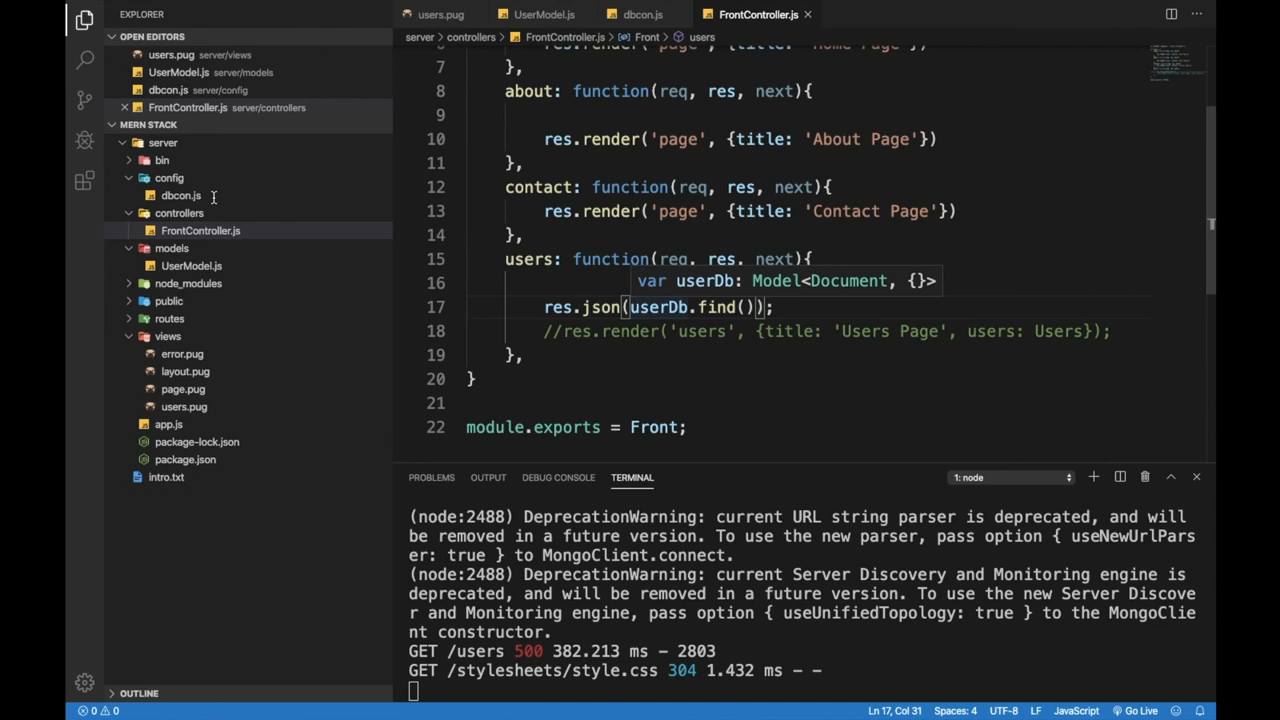 EXPLORER
OPEN EDITORS
users.pug server/views
UserModel.js server/models
dbcon.js server/config
FrontController.js server/controllers
MERN STACK
server
bin
config
dbcon.js
controllers
FrontController.js
models
UserModel.js
node_modules
public
routes
views
error.pug
layout.pug
page.pug
users.pug
app.js
package-lock.json
package.json
intro.txt
OUTLINE
users.pug UserModel.js dbcon.js FrontController.js
server > controllers > FrontController.js > Front > users
7 },
8 about: function(req, res, next){
9
10 res.render('page', {title: 'About Page'})
11 },
12 contact: function(req, res, next){
13 res.render('page', {title: 'Contact Page'})
14 },
15 users: function(req, res, next){
16 var userDb: Model<Document, {}>
17 res.json(userDb.find());
18 //res.render('users', {title: 'Users Page', users: Users});
19 },
20 }
21
22 module.exports = Front;
PROBLEMS OUTPUT DEBUG CONSOLE TERMINAL 1: node
(node:2488) DeprecationWarning: current URL string parser is deprecated, and will
be removed in a future version. To use the new parser, pass option { useNewUrlPars
er: true } to MongoClient.connect.
(node:2488) DeprecationWarning: current Server Discovery and Monitoring engine is
deprecated, and will be removed in a future version. To use the new Server Discove
r and Monitoring engine, pass option { useUnifiedTopology: true } to the MongoClie
nt constructor.
GET /users 500 382.213 ms - 2803
GET /stylesheets/style.css 304 1.432 ms - -
0 0 Ln 17, Col 31 Spaces: 4 UTF-8 LF JavaScript Go Live